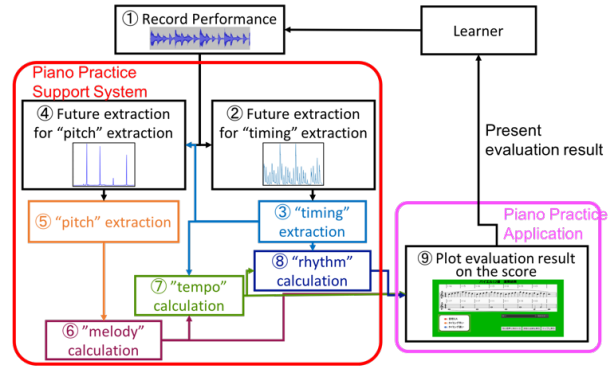 ① Record Performance
Learner
Piano Practice
Support System
④ Future extraction
for “pitch” extraction
② Future extraction
for “timing” extraction
Present
evaluation result
⑤ “pitch” extraction
③ “timing”
extraction
Piano Practice
Application
⑧ “rhythm”
calculation
⑨ Plot evaluation result
on the score
⑦ ”tempo”
calculation
⑥ ”melody”
calculation